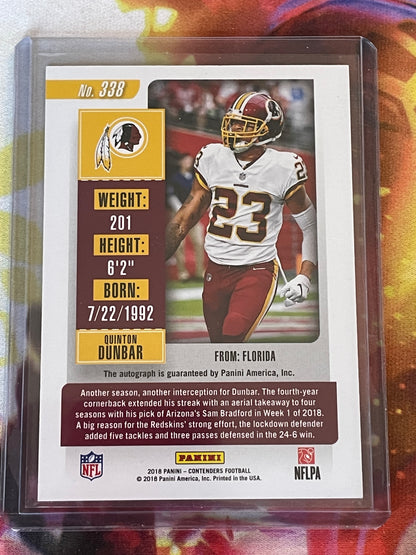 No. 338
WEIGHT:
201
HEIGHT:
6'2"
BORN:
7/22/1992
QUINTON
DUNBAR
23
FROM: FLORIDA
The autograph is guaranteed by Panini America, Inc.
Another season, another interception for Dunbar. The fourth-year
cornerback extended his streak with an aerial takeaway to four
seasons with his pick of Arizona's Sam Bradford in Week 1 of 2018.
A big reason for the Redskins' strong effort, the lockdown defender
added five tackles and three passes defensed in the 24-6 win.
NFL
PANINI
NFLPA
2018 PANINI – CONTENDERS FOOTBALL
© 2018 Panini America, Inc. Printed in the USA.